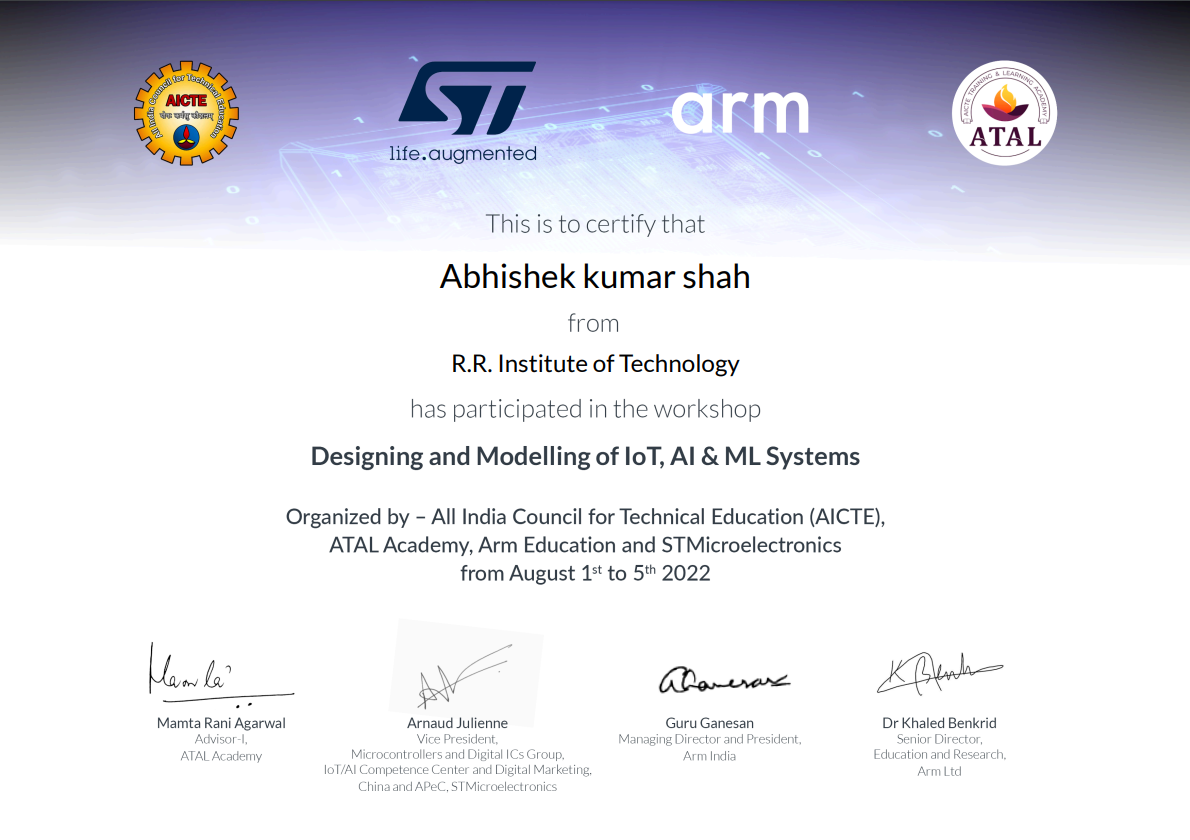 All India Council for Technical Education
AICTE
योगः कर्मसु कौशलम्
ST
life.augmented
arm
AICTE TRAINING & LEARNING ACADEMY
ATAL
This is to certify that
Abhishek kumar shah
from
R.R. Institute of Technology
has participated in the workshop
Designing and Modelling of IoT, AI & ML Systems
Organized by – All India Council for Technical Education (AICTE),
ATAL Academy, Arm Education and STMicroelectronics
from August 1st to 5th 2022
Mamta Rani Agarwal
Advisor-I,
ATAL Academy
Arnaud Julienne
Vice President,
Microcontrollers and Digital ICs Group,
IoT/AI Competence Center and Digital Marketing,
China and APeC, STMicroelectronics
Guru Ganesan
Managing Director and President,
Arm India
Dr Khaled Benkrid
Senior Director,
Education and Research,
Arm Ltd